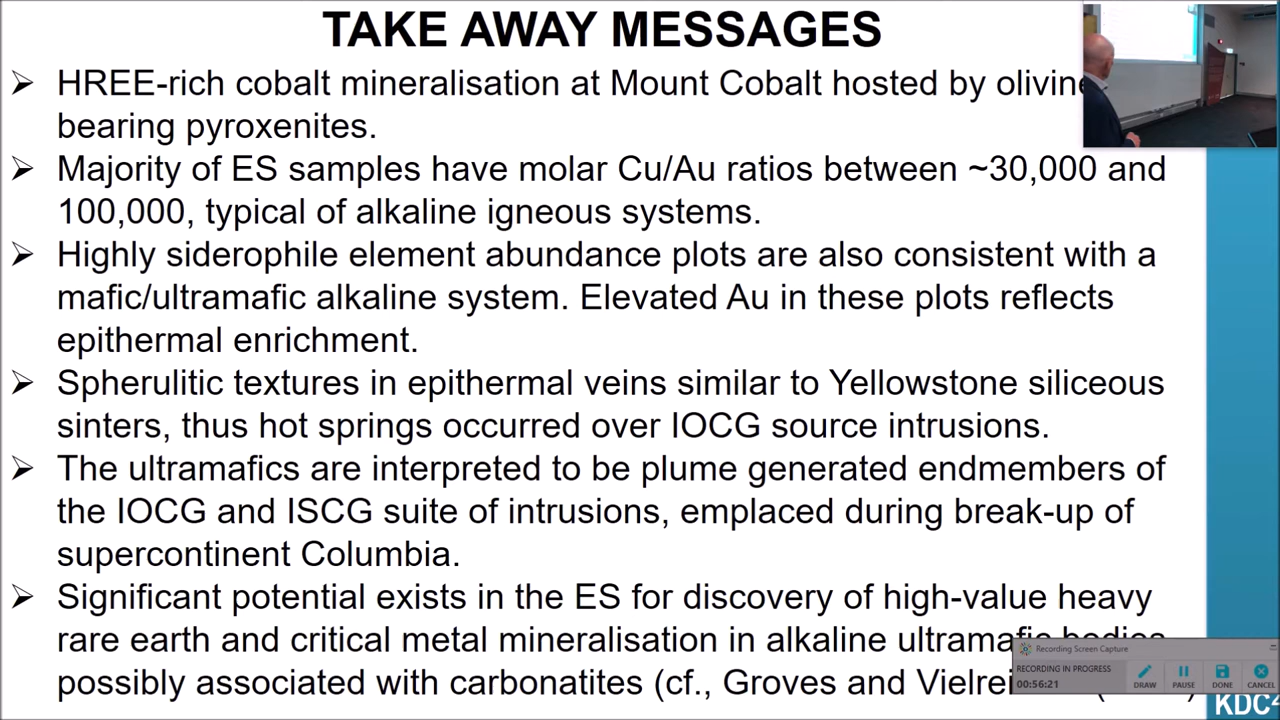 TAKE AWAY MESSAGES
➢ HREE-rich cobalt mineralisation at Mount Cobalt hosted by olivine
bearing pyroxenites.
➢ Majority of ES samples have molar Cu/Au ratios between ~30,000 and
100,000, typical of alkaline igneous systems.
➢ Highly siderophile element abundance plots are also consistent with a
mafic/ultramafic alkaline system. Elevated Au in these plots reflects
epithermal enrichment.
➢ Spherulitic textures in epithermal veins similar to Yellowstone siliceous
sinters, thus hot springs occurred over IOCG source intrusions.
➢ The ultramafics are interpreted to be plume generated endmembers of
the IOCG and ISCG suite of intrusions, emplaced during break-up of
supercontinent Columbia.
➢ Significant potential exists in the ES for discovery of high-value heavy
rare earth and critical metal mineralisation in alkaline ultramafic bodies
possibly associated with carbonatites (cf., Groves and
Recording Screen Capture
RECORDING IN PROGRESS
00:56:21
DRAW PAUSE DONE CANCEL